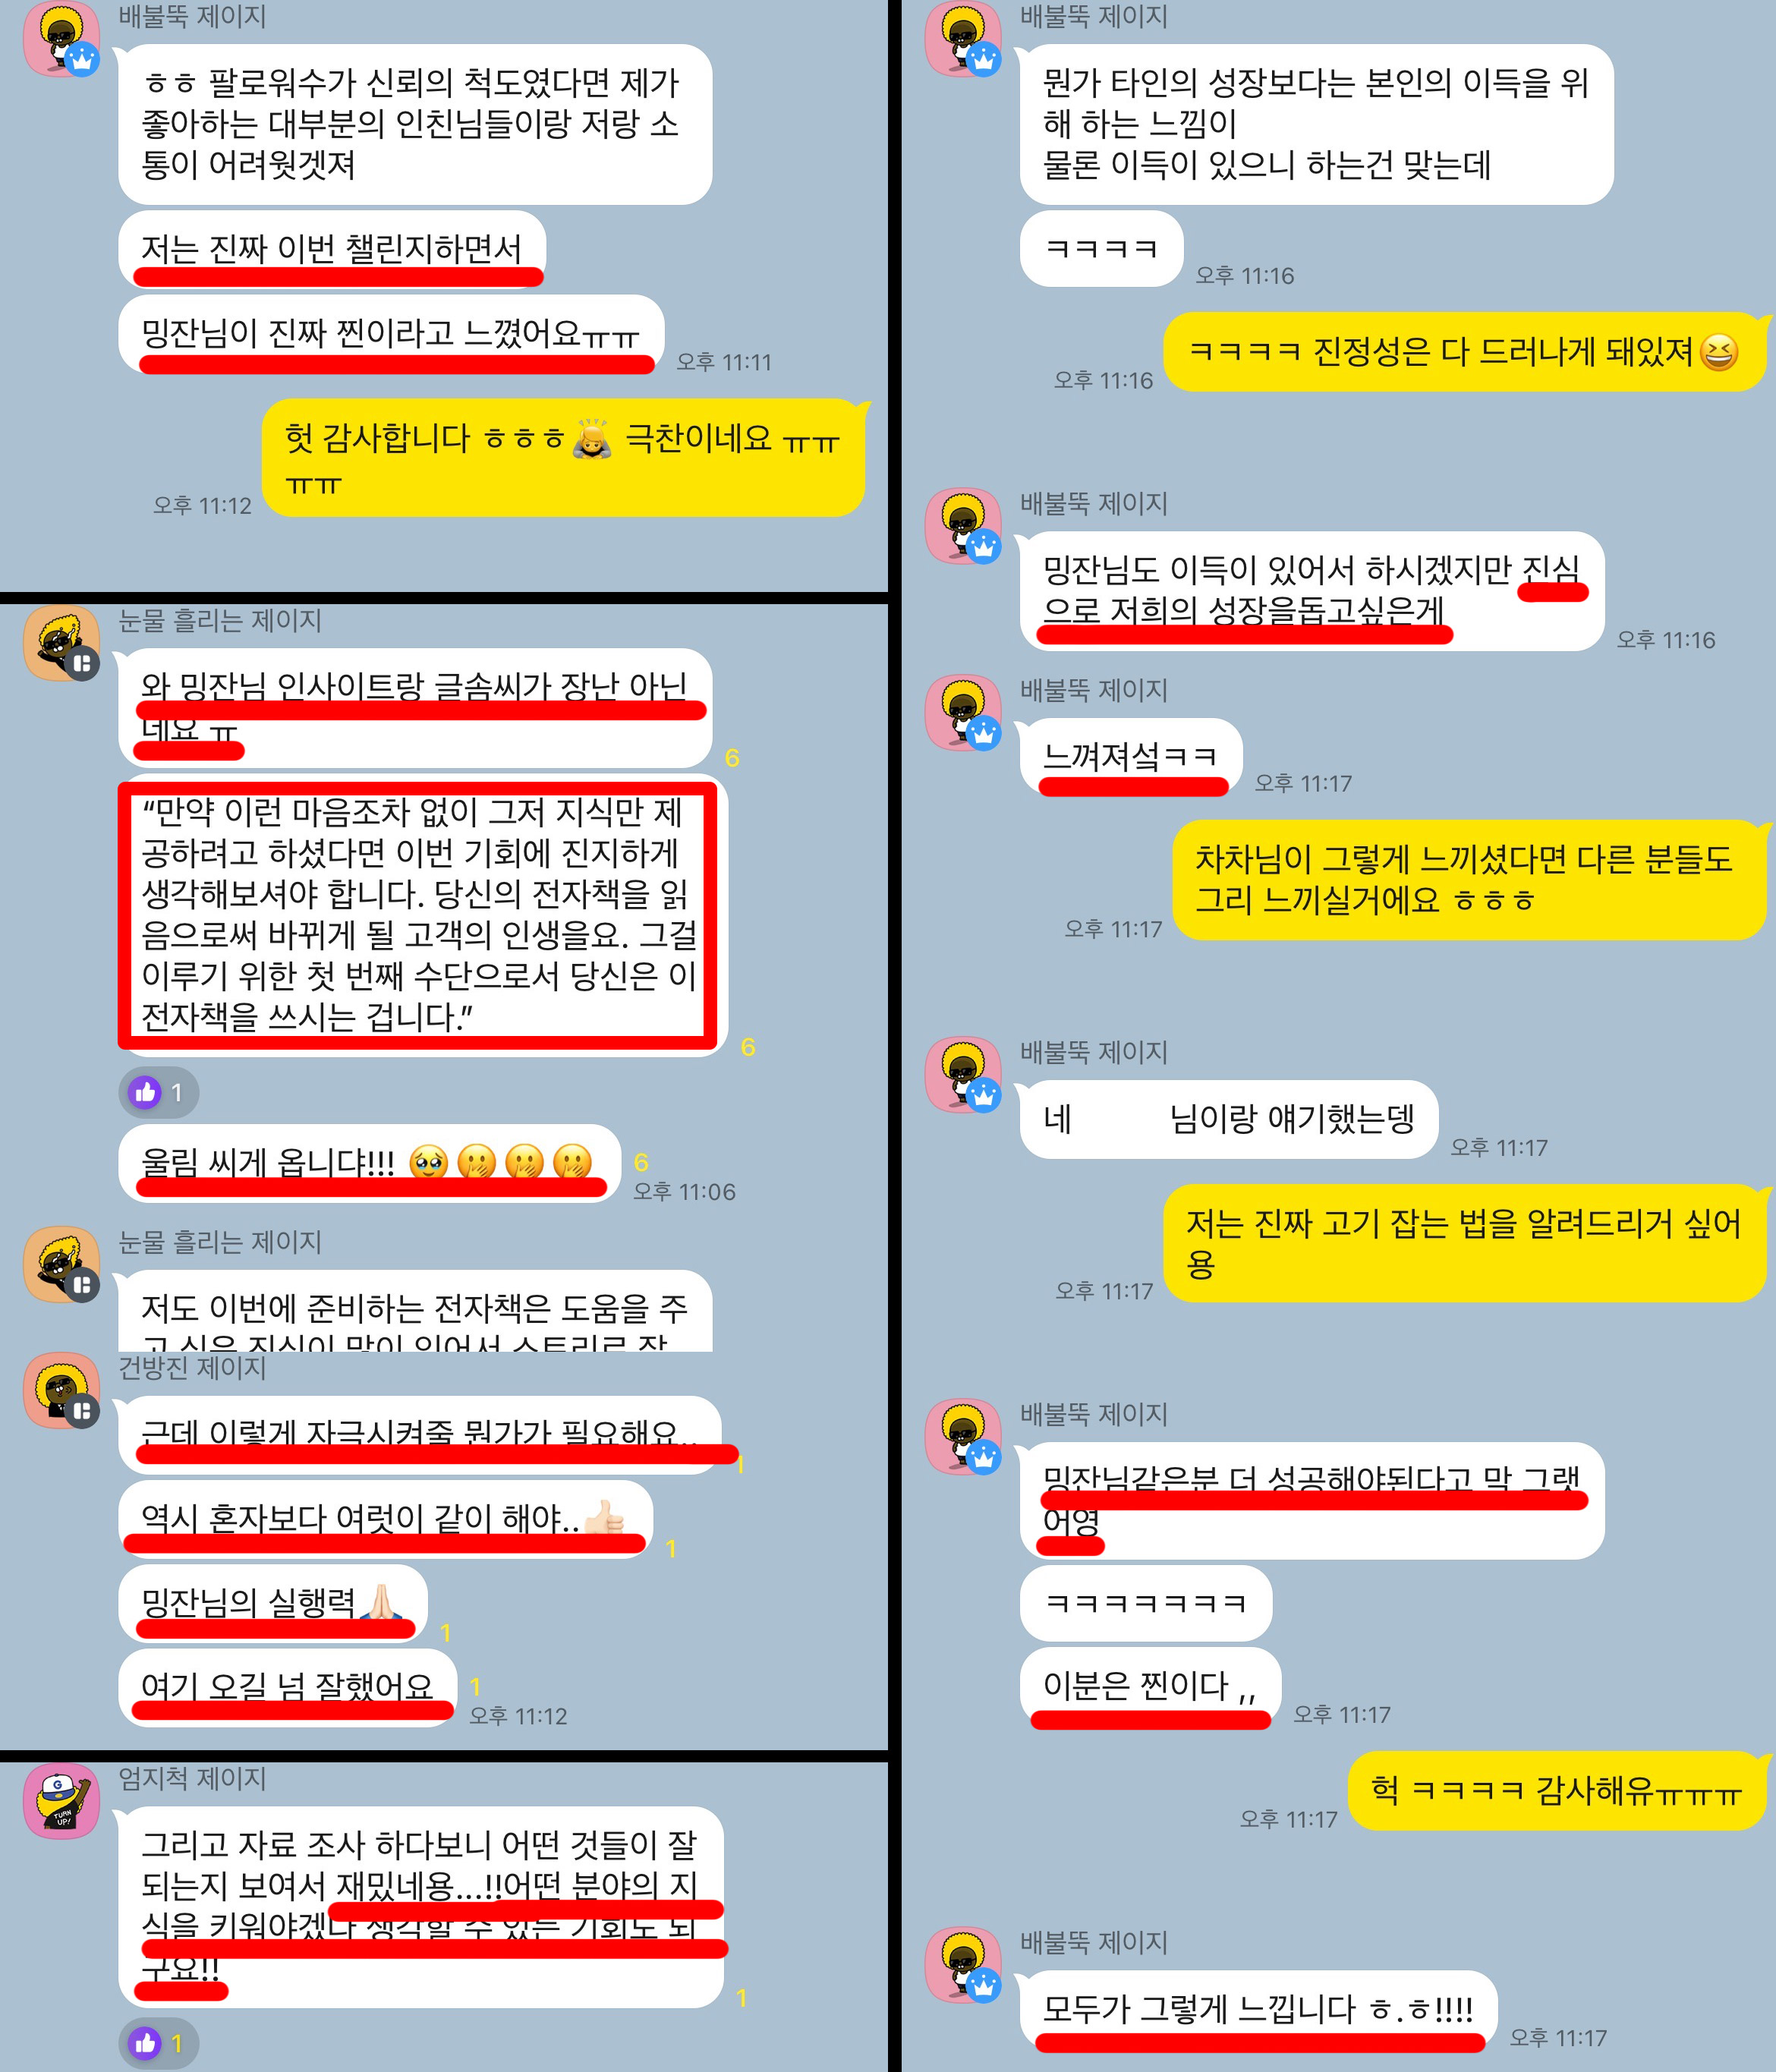 배불뚝 제이지
ㅎㅎ 팔로워수가 신뢰의 척도였다면 제가
좋아하는 대부분의 인친님들이랑 저랑 소
통이 어려웟겟져
저는 진짜 이번 챌린지하면서
밍잔님이 진짜 찐이라고 느꼈어요ㅠㅠ
오후 11:11
헛 감사합니다 ㅎㅎㅎ🙇 극찬이네요 ㅠㅠ
ㅠㅠ
오후 11:12
눈물 흘리는 제이지
와 밍잔님 인사이트랑 글솜씨가 장난 아닌
네요 ㅠ
6
“만약 이런 마음조차 없이 그저 지식만 제
공하려고 하셨다면 이번 기회에 진지하게
생각해보셔야 합니다. 당신의 전자책을 읽
음으로써 바뀌게 될 고객의 인생을요. 그걸
이루기 위한 첫 번째 수단으로서 당신은 이
전자책을 쓰시는 겁니다.”
6
1
울림 씨게 옵니댜!!! 🥹🫢🫢🫢
6
오후 11:06
눈물 흘리는 제이지
저도 이번에 준비하는 전자책은 도움을 주
고 싶은 진심이 많이 있어서 스토리로 잘
건방진 제이지
근데 이렇게 자극시켜줄 뭔가가 필요해요..
1
역시 혼자보다 여럿이 같이 해야..👍🏻
1
밍잔님의 실행력🙏🏻
1
여기 오길 넘 잘했어요
1
오후 11:12
엄지척 제이지
G
TURN
UP!
그리고 자료 조사 하다보니 어떤 것들이 잘
되는지 보여서 재밌네용...!!어떤 분야의 지
식을 키워야겠다 생각할 수 있는 기회도 되
구요!!
1
1
배불뚝 제이지
뭔가 타인의 성장보다는 본인의 이득을 위
해 하는 느낌이
물론 이득이 있으니 하는건 맞는데
ㅋㅋㅋㅋ
오후 11:16
ㅋㅋㅋㅋ 진정성은 다 드러나게 돼있져😆
오후 11:16
배불뚝 제이지
밍잔님도 이득이 있어서 하시겠지만 진심
으로 저희의 성장을돕고싶은게
오후 11:16
배불뚝 제이지
느껴져섴ㅋㅋ
오후 11:17
차차님이 그렇게 느끼셨다면 다른 분들도
그리 느끼실거에요 ㅎㅎㅎ
오후 11:17
배불뚝 제이지
네 님이랑 얘기했는뎅
오후 11:17
저는 진짜 고기 잡는 법을 알려드리거 싶어
용
오후 11:17
배불뚝 제이지
밍잔님같은분 더 성공해야된다고 막 그랫
어영
ㅋㅋㅋㅋㅋㅋㅋ
이분은 찐이다 ,,
오후 11:17
헉 ㅋㅋㅋㅋ 감사해유ㅠㅠㅠ
오후 11:17
배불뚝 제이지
모두가 그렇게 느낍니다 ㅎ.ㅎ!!!!
오후 11:17